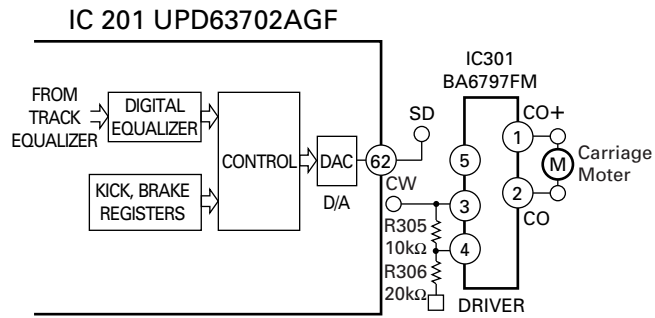 IC 201 UPD63702AGF
IC301
BA6797FM
FROM
TRACK
EQUALIZER
DIGITAL
EQUALIZER
KICK, BRAKE
REGISTERS
CONTROL
DAC
D/A
62
SD
CW
R305
10kΩ
R306
20kΩ
5
3
4
1
2
CO+
CO
M
Carriage
Moter
DRIVER